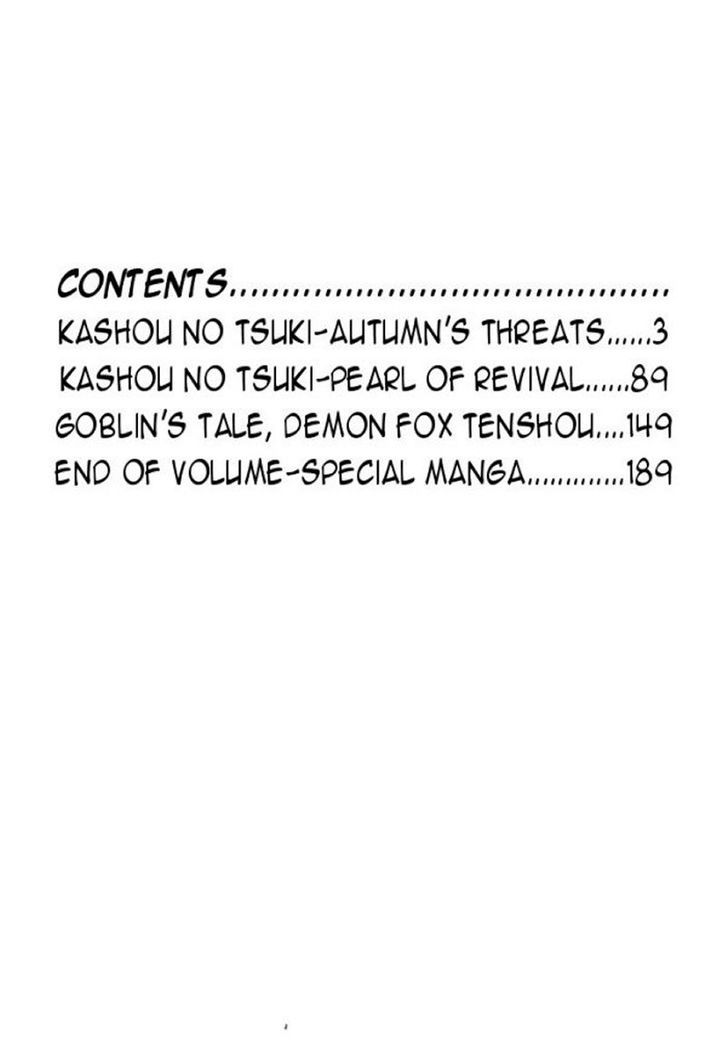 CONTENTS..........................................
KASHOU NO TSUKI-AUTUMN'S THREATS......3
KASHOU NO TSUKI-PEARL OF REVIVAL......89
GOBLIN'S TALE, DEMON FOX TENSHOU....149
END OF VOLUME-SPECIAL MANGA.............189